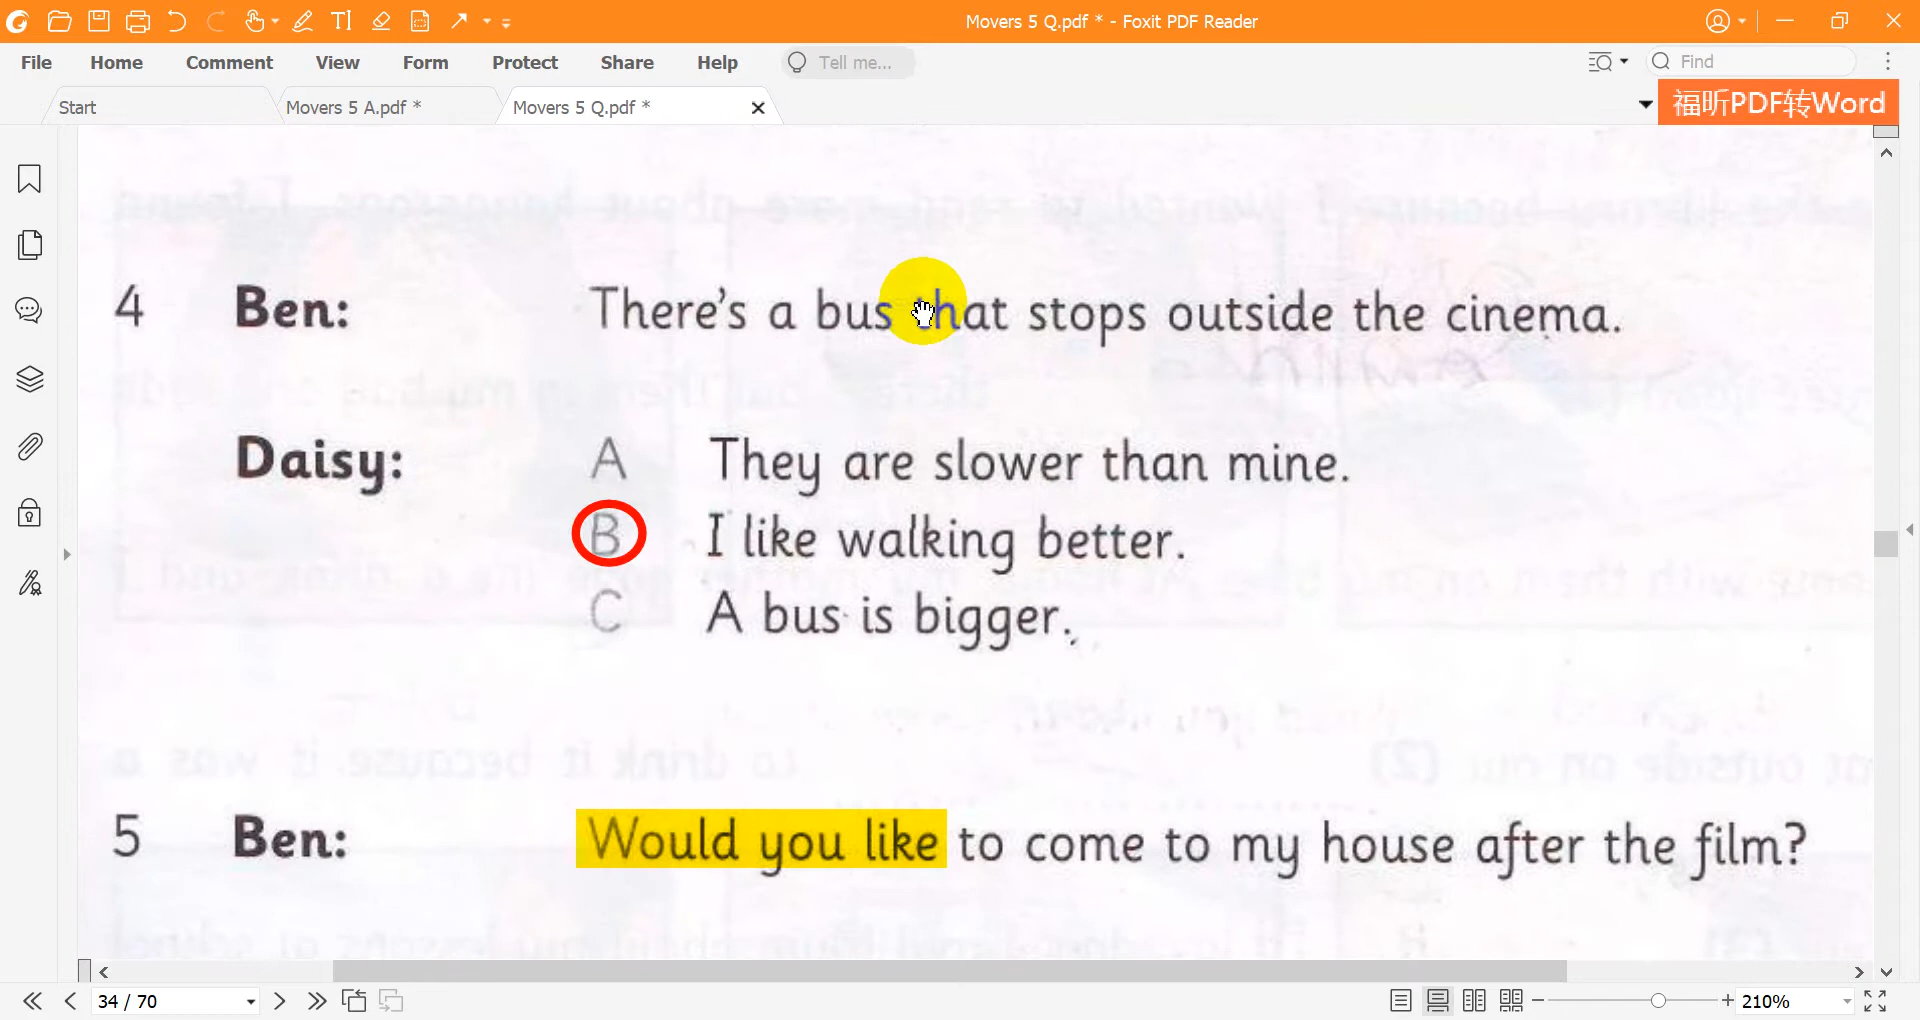 Movers 5 Q.pdf * - Foxit PDF Reader
File Home Comment View Form Protect Share Help Tell me... Find
Start Movers 5 A.pdf * Movers 5 Q.pdf * 福昕PDF转Word
4 Ben: There's a bus that stops outside the cinema.
Daisy: A They are slower than mine.
B I like walking better.
C A bus is bigger.
5 Ben: Would you like to come to my house after the film?
34 / 70 210%